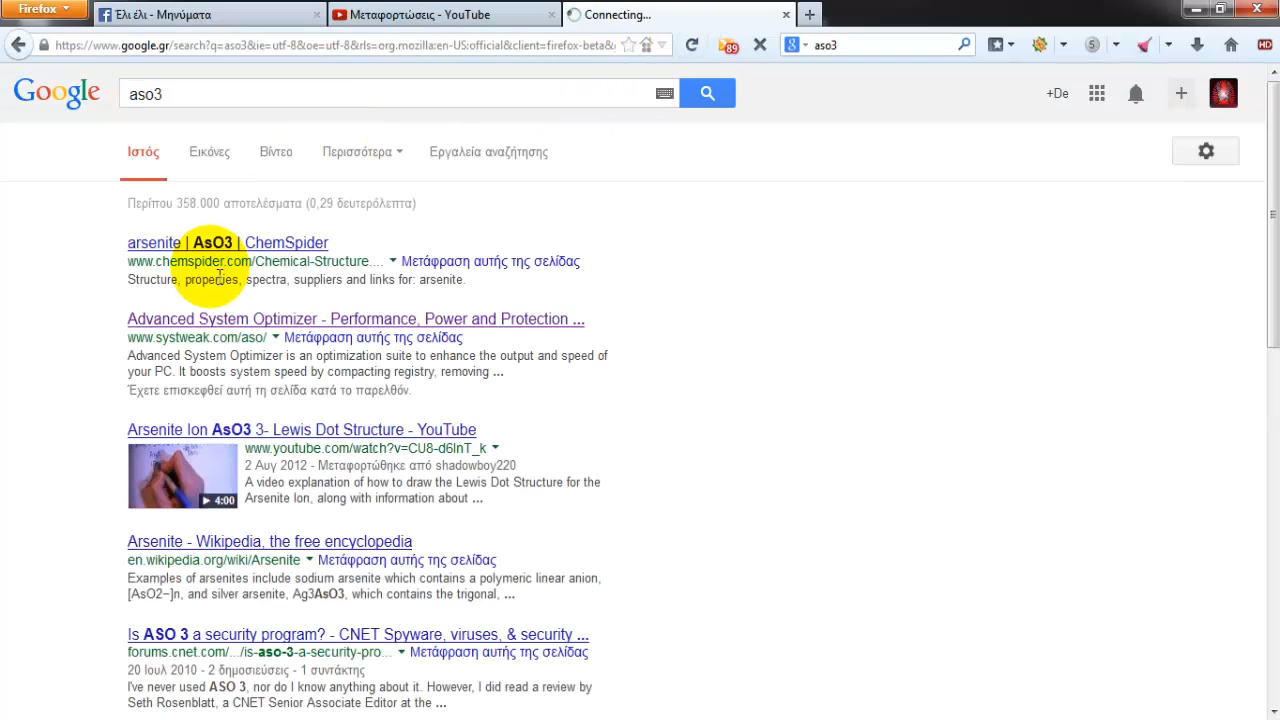 Firefox
Έλι έλι - Μηνύματα
Μεταφορτώσεις - YouTube
Connecting...
https://www.google.gr/search?q=aso3&ie=utf-8&oe=utf-8&rls=org.mozilla:en-US:official&client=firefox-beta&
89
aso3
5
HD
Google
aso3
+De
Ιστός Εικόνες Βίντεο Περισσότερα Εργαλεία αναζήτησης
Περίπου 358.000 αποτελέσματα (0,29 δευτερόλεπτα)
arsenite | AsO3 | ChemSpider
www.chemspider.com/Chemical-Structure.... Μετάφραση αυτής της σελίδας
Structure, properties, spectra, suppliers and links for: arsenite.
Advanced System Optimizer - Performance, Power and Protection ...
www.systweak.com/aso/ Μετάφραση αυτής της σελίδας
Advanced System Optimizer is an optimization suite to enhance the output and speed of
your PC. It boosts system speed by compacting registry, removing ...
Έχετε επισκεφθεί αυτή τη σελίδα κατά το παρελθόν.
Arsenite Ion AsO3 3- Lewis Dot Structure - YouTube
www.youtube.com/watch?v=CU8-d6InT_k
2 Αυγ 2012 - Μεταφορτώθηκε από shadowboy220
A video explanation of how to draw the Lewis Dot Structure for the
Arsenite Ion, along with information about ...
4:00
Arsenite - Wikipedia, the free encyclopedia
en.wikipedia.org/wiki/Arsenite Μετάφραση αυτής της σελίδας
Examples of arsenites include sodium arsenite which contains a polymeric linear anion,
[AsO2−]n, and silver arsenite, Ag3AsO3, which contains the trigonal, ...
Is ASO 3 a security program? - CNET Spyware, viruses, & security ...
forums.cnet.com/.../is-aso-3-a-security-pro... Μετάφραση αυτής της σελίδας
20 Ιουλ 2010 - 2 δημοσιεύσεις - 1 συντάκτης
I've never used ASO 3, nor do I know anything about it. However, I did read a review by
Seth Rosenblatt, a CNET Senior Associate Editor at the ...